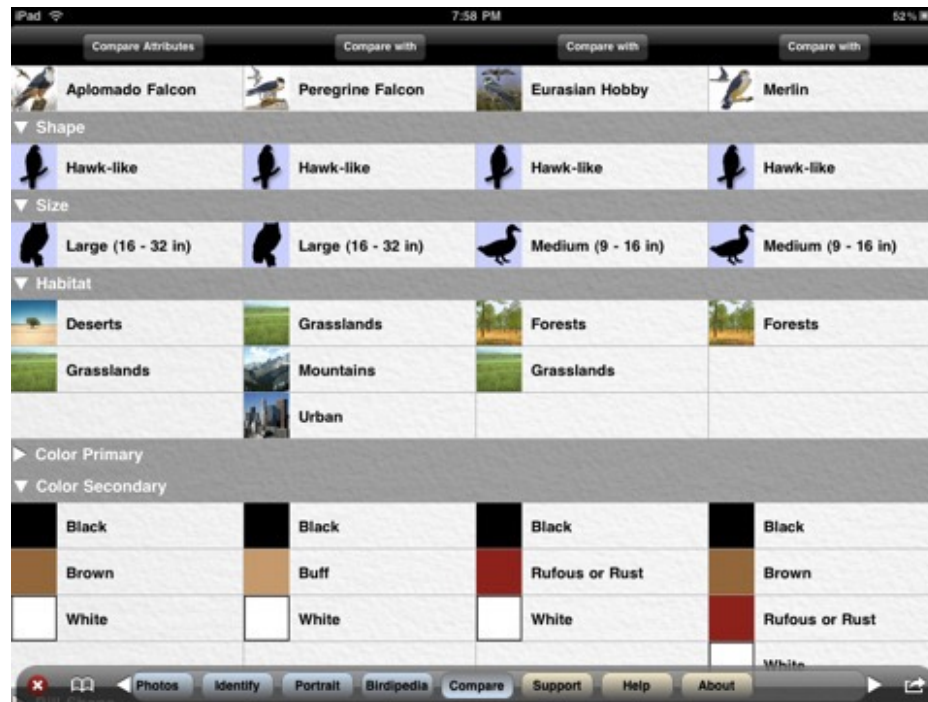 iPad 7:58 PM 52%
Compare Attributes Compare with Compare with Compare with
Aplomado Falcon Peregrine Falcon Eurasian Hobby Merlin
Shape
Hawk-like Hawk-like Hawk-like Hawk-like
Size
Large (16 - 32 in) Large (16 - 32 in) Medium (9 - 16 in) Medium (9 - 16 in)
Habitat
Deserts Grasslands Forests Forests
Grasslands Mountains Grasslands
Urban
Color Primary
Color Secondary
Black Black Black Black
Brown Buff Rufous or Rust Brown
White White White Rufous or Rust
White
Photos Identify Portrait Birdipedia Compare Support Help About